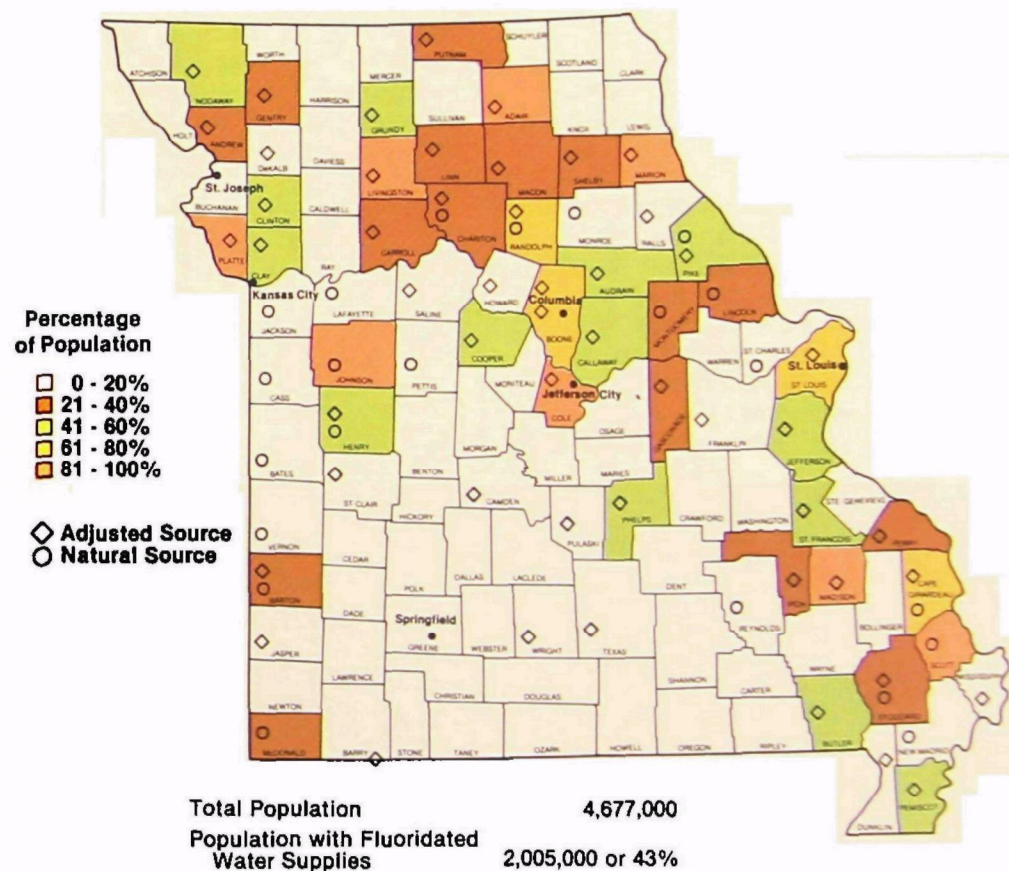 ATCHISON
NODAWAY
WORTH
GENTRY
HARRISON
MERCER
PUTNAM
SCHUYLER
SCOTLAND
CLARK
HOLT
ANDREW
DeKALB
DAVIESS
GRUNDY
SULLIVAN
ADAIR
KNOX
LEWIS
St. Joseph
BUCHANAN
CLINTON
CALDWELL
LIVINGSTON
LINN
MACON
SHELBY
MARION
PLATTE
CLAY
RAY
CARROLL
CHARITON
RANDOLPH
MONROE
RALLS
PIKE
Kansas City
JACKSON
LAFAYETTE
SALINE
HOWARD
Columbia
BOONE
AUDRAIN
CALLAWAY
MONTGOMERY
LINCOLN
WARREN
ST. CHARLES
St. Louis
ST. LOUIS
CASS
JOHNSON
PETTIS
COOPER
MONITEAU
Jefferson City
COLE
OSAGE
GASCONADE
FRANKLIN
JEFFERSON
Percentage
of Population
0 - 20%
21 - 40%
41 - 60%
61 - 80%
81 - 100%
Adjusted Source
Natural Source
BATES
HENRY
BENTON
MORGAN
MILLER
MARIES
VERNON
ST. CLAIR
HICKORY
CAMDEN
PULASKI
PHELPS
CRAWFORD
WASHINGTON
STE. GENEVIEVE
ST. FRANCOIS
PERRY
BARTON
CEDAR
POLK
DALLAS
LACLEDE
DENT
REYNOLDS
IRON
MADISON
BOLLINGER
CAPE
GIRARDEAU
JASPER
DADE
Springfield
GREENE
WEBSTER
WRIGHT
TEXAS
SHANNON
WAYNE
SCOTT
MISSISSIPPI
NEWTON
LAWRENCE
CHRISTIAN
DOUGLAS
CARTER
STODDARD
McDONALD
BARRY
STONE
TANEY
OZARK
HOWELL
OREGON
RIPLEY
BUTLER
NEW MADRID
DUNKLIN
PEMISCOT
Total Population 4,677,000
Population with Fluoridated
Water Supplies 2,005,000 or 43%